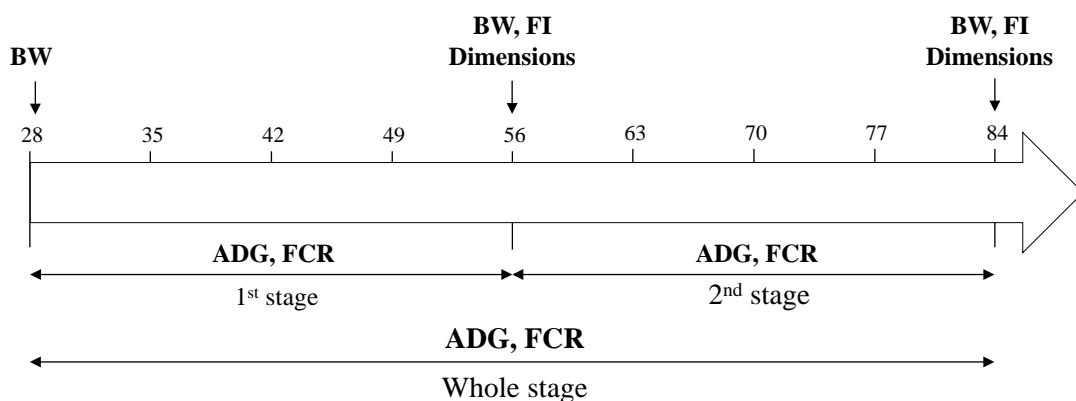 BW
BW, FI
Dimensions
BW, FI
Dimensions
28 35 42 49 56 63 70 77 84
ADG, FCR
ADG, FCR
1st stage
2nd stage
ADG, FCR
Whole stage